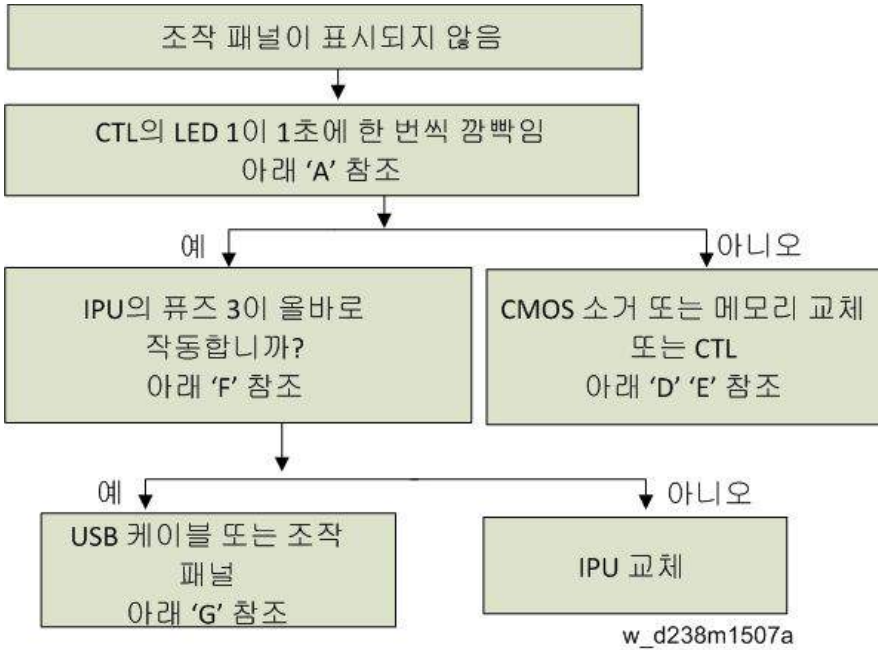 조작 패널이 표시되지 않음
CTL의 LED 1이 1초에 한 번씩 깜빡임
아래 ‘A’ 참조
예
아니오
IPU의 퓨즈 3이 올바로
작동합니까?
아래 ‘F’ 참조
CMOS 소거 또는 메모리 교체
또는 CTL
아래 ‘D’ ‘E’ 참조
예
아니오
USB 케이블 또는 조작
패널
아래 ‘G’ 참조
IPU 교체
w_d238m1507a